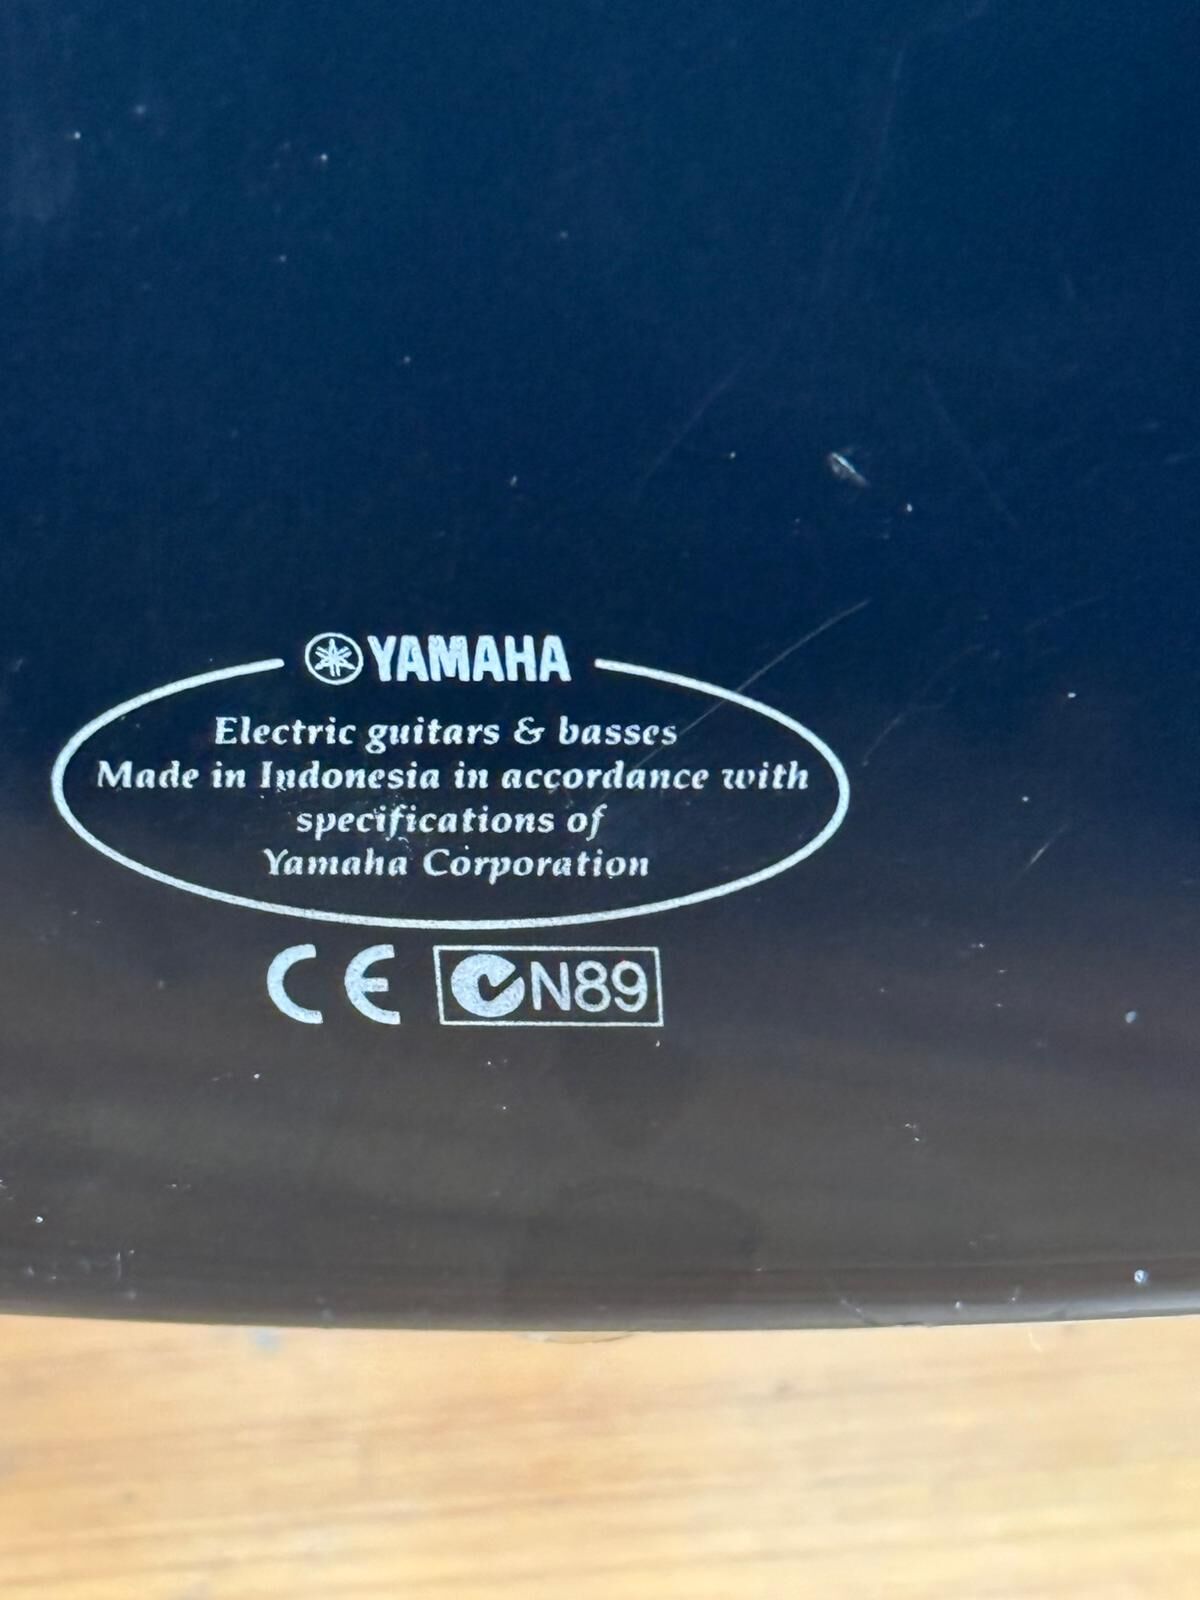 YAMAHA
Electric guitars & basses
Made in Indonesia in accordance with
specifications of
Yamaha Corporation
CE N89